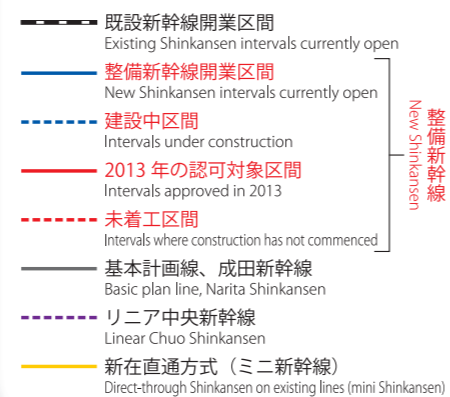 既設新幹線開業区間
Existing Shinkansen intervals currently open
整備新幹線開業区間
New Shinkansen intervals currently open
建設中区間
Intervals under construction
2013 年の認可対象区間
Intervals approved in 2013
未着工区間
Intervals where construction has not commenced
整備新幹線
New Shinkansen
基本計画線、成田新幹線
Basic plan line, Narita Shinkansen
リニア中央新幹線
Linear Chuo Shinkansen
新在直通方式（ミニ新幹線）
Direct-through Shinkansen on existing lines (mini Shinkansen)